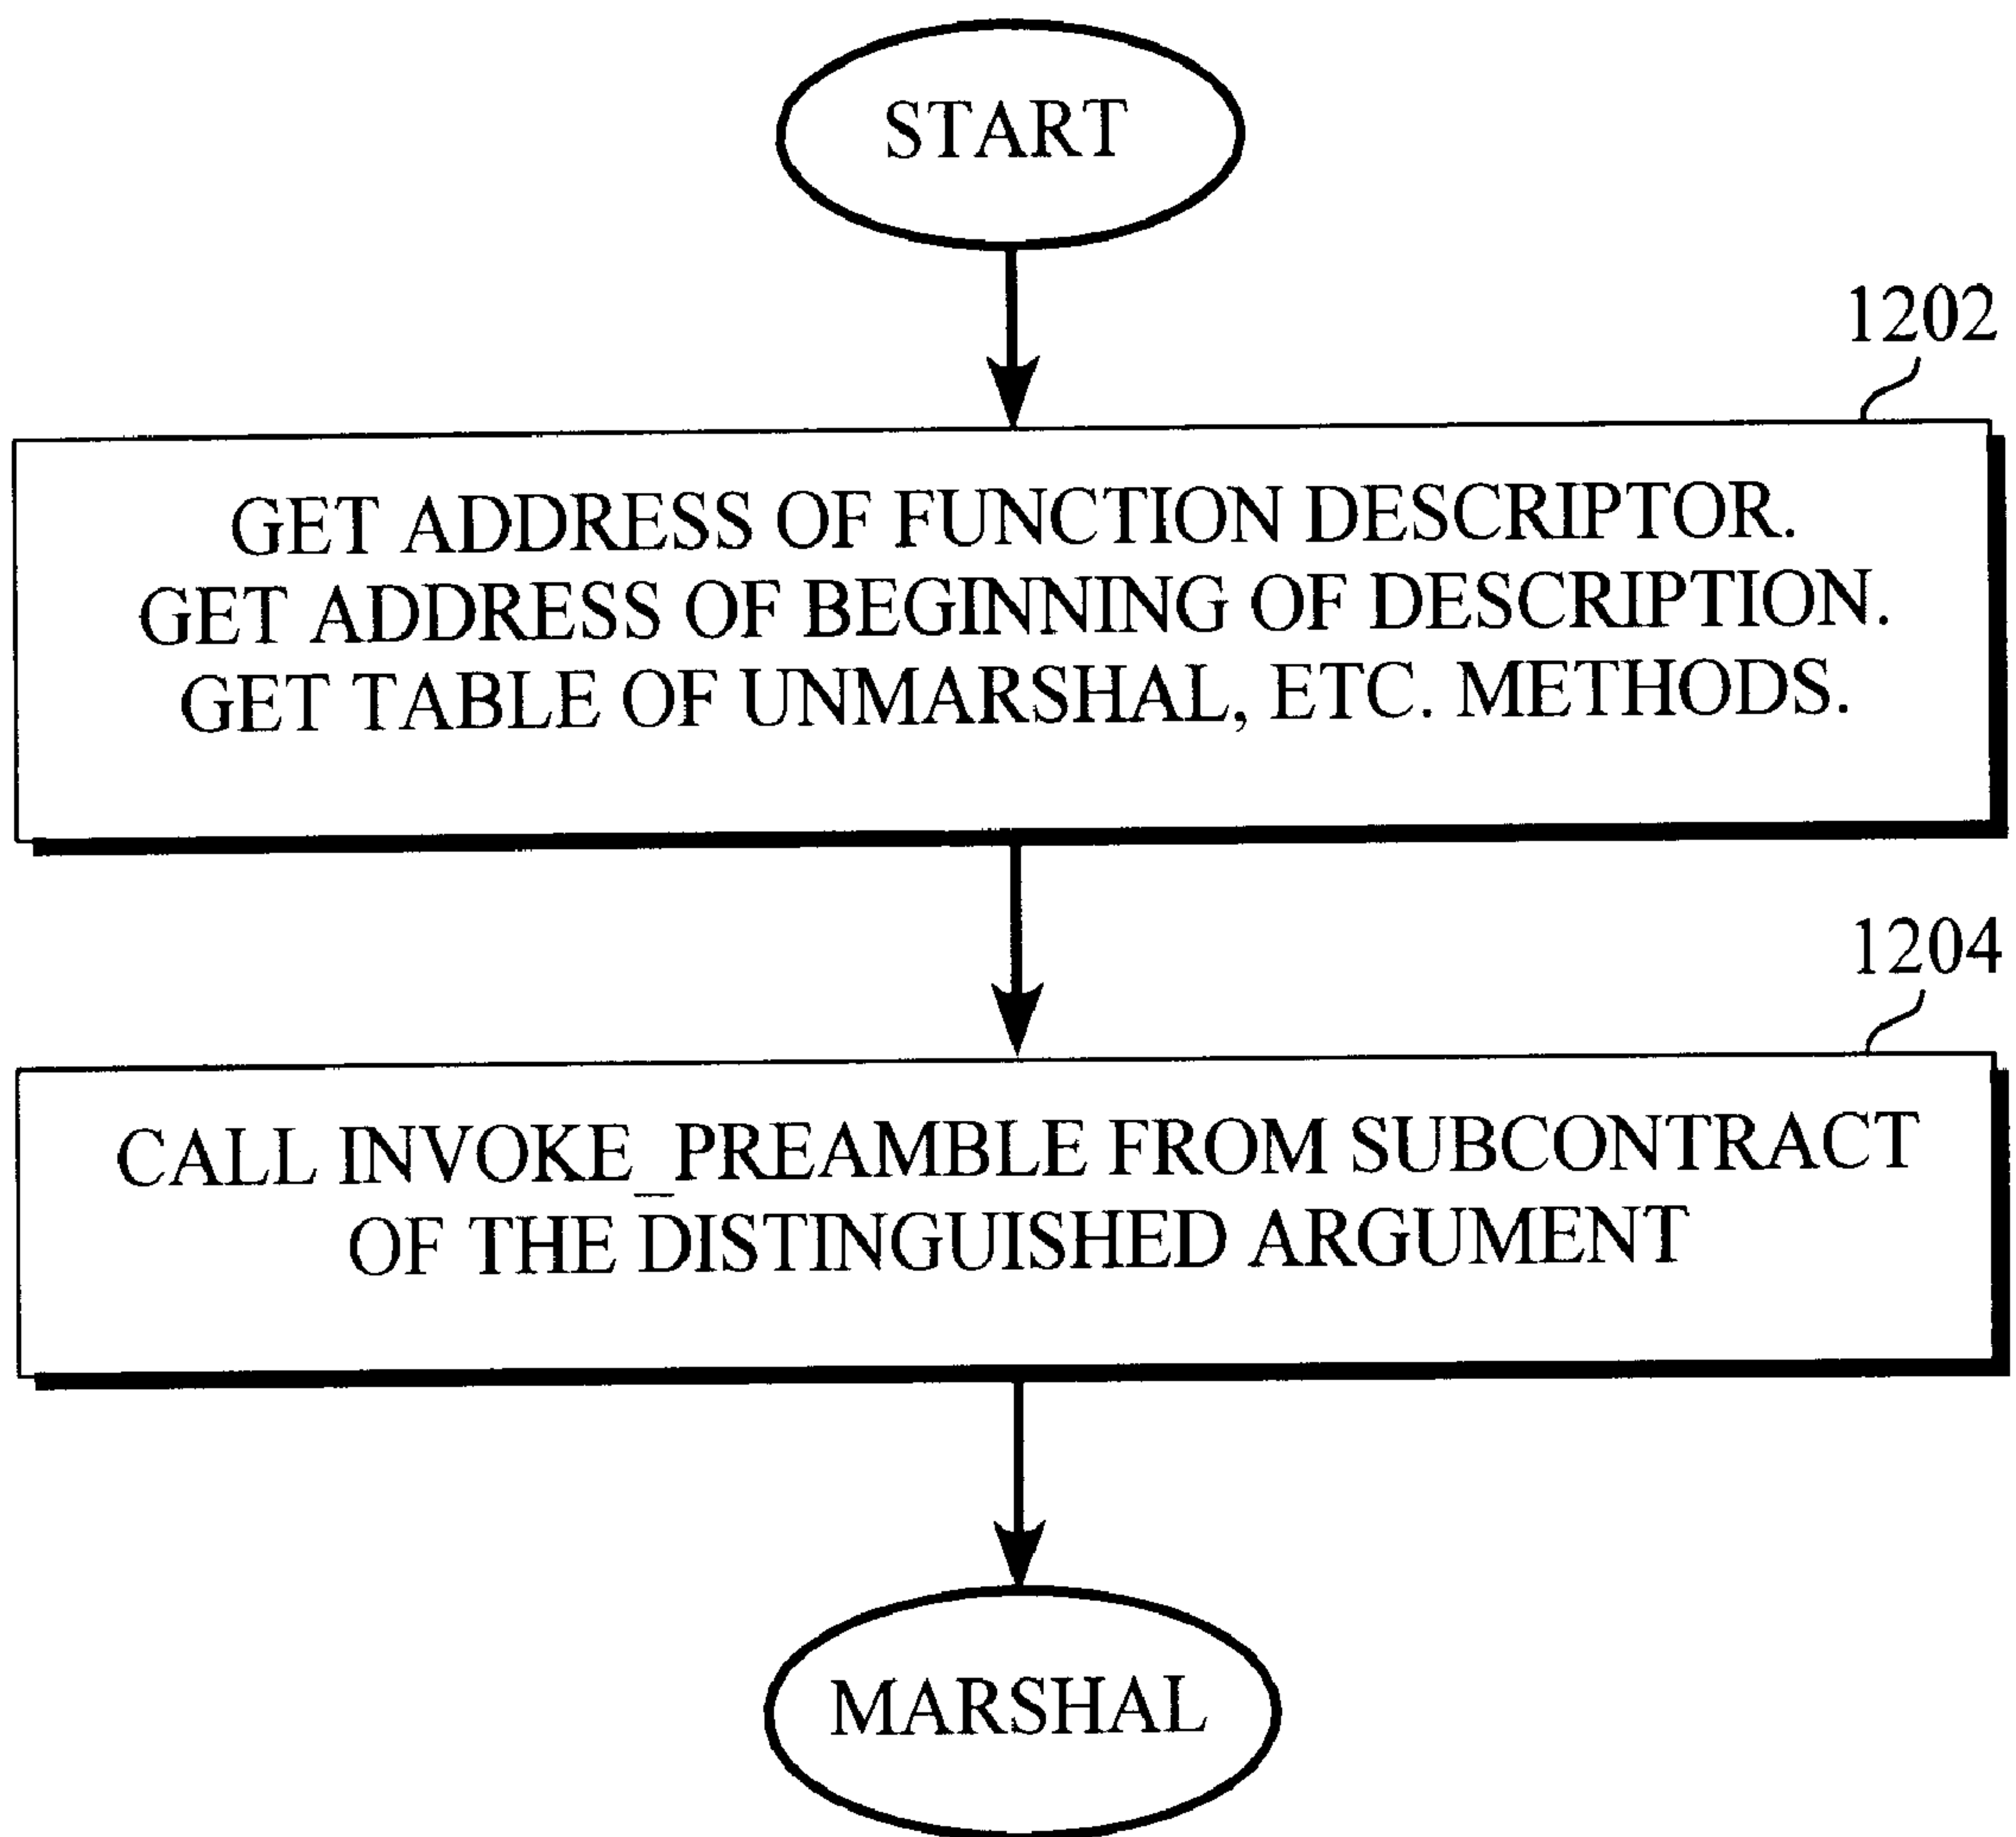 START
1202
GET ADDRESS OF FUNCTION DESCRIPTOR.
GET ADDRESS OF BEGINNING OF DESCRIPTION.
GET TABLE OF UNMARSHAL, ETC. METHODS.
1204
CALL INVOKE_PREAMBLE FROM SUBCONTRACT
OF THE DISTINGUISHED ARGUMENT
MARSHAL